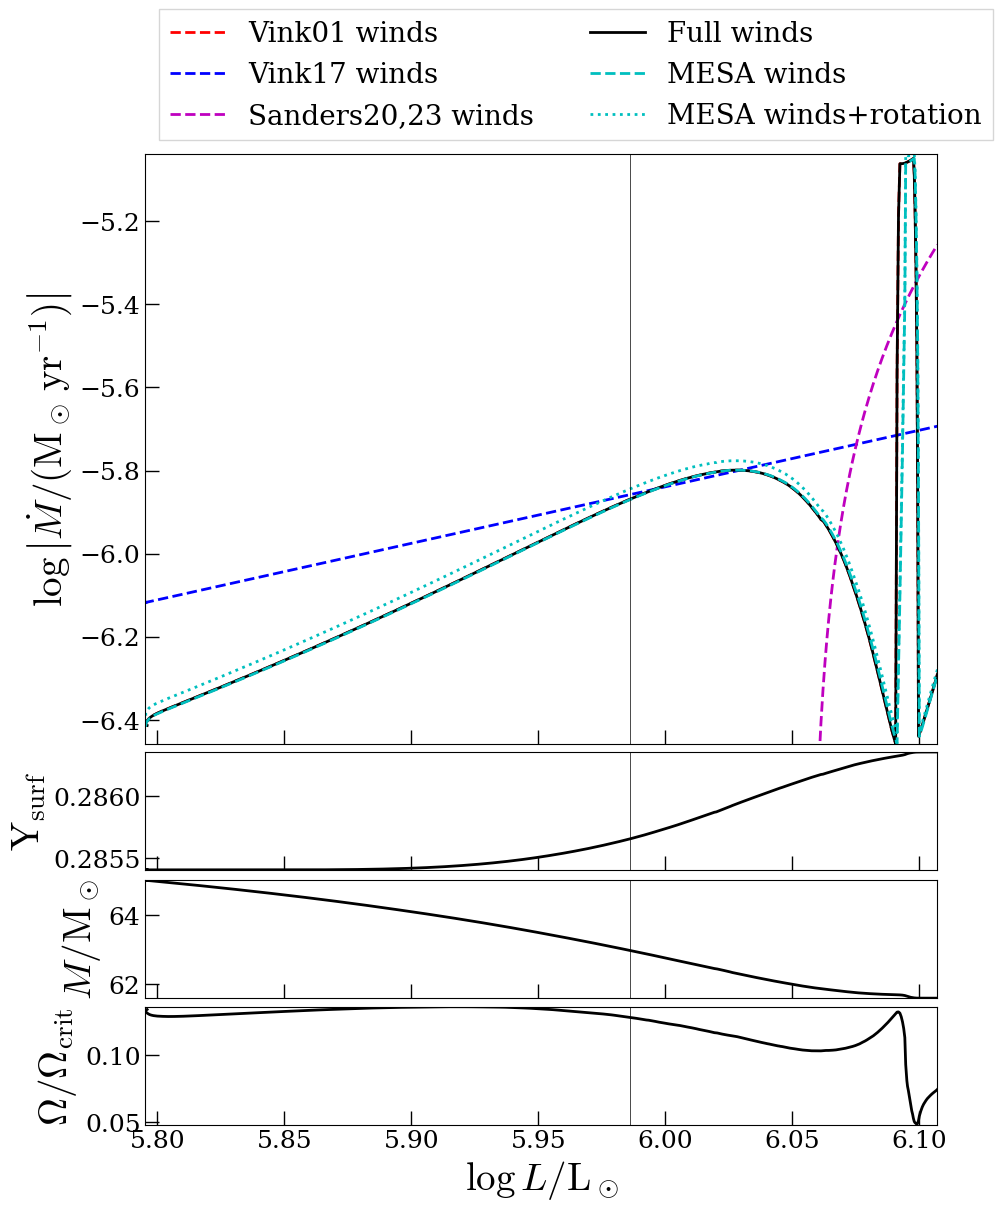 Vink01 winds
Vink17 winds
Sanders20,23 winds
Full winds
MESA winds
MESA winds+rotation
log |Ṁ/(M⊙ yr⁻¹)|
−5.2
−5.4
−5.6
−5.8
−6.0
−6.2
−6.4
Y_surf
0.2860
0.2855
M/M⊙
64
62
Ω/Ω_crit
0.10
0.05
5.80 5.85 5.90 5.95 6.00 6.05 6.10
log L/L⊙